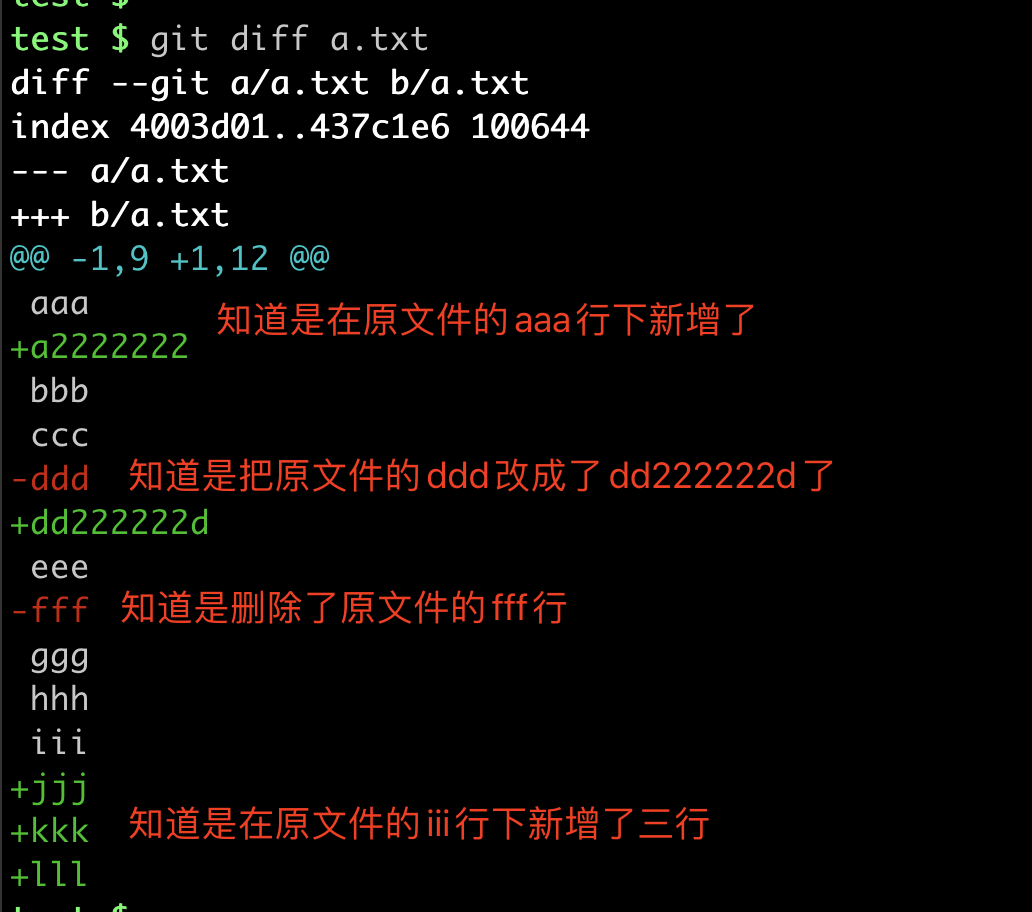 test $
test $ git diff a.txt
diff --git a/a.txt b/a.txt
index 4003d01..437c1e6 100644
--- a/a.txt
+++ b/a.txt
@@ -1,9 +1,12 @@
 aaa
知道是在原文件的aaa行下新增了
+a2222222
 bbb
 ccc
-ddd 知道是把原文件的ddd改成了dd222222d了
+dd222222d
 eee
-fff 知道是删除了原文件的fff行
 ggg
 hhh
 iii
+jjj
+kkk 知道是在原文件的iii行下新增了三行
+lll
test $